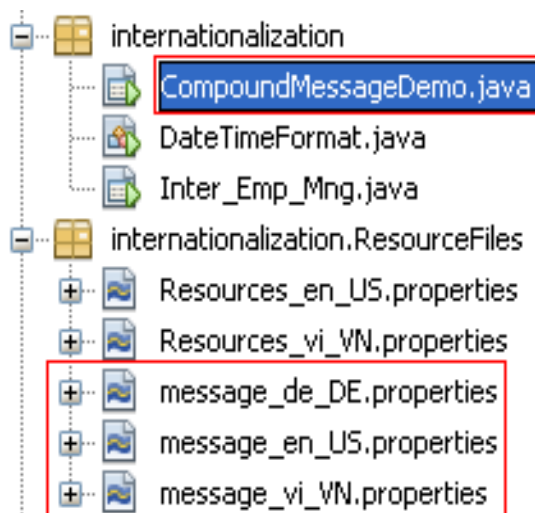 internationalization
CompoundMessageDemo.java
DateTimeFormat.java
Inter_Emp_Mng.java
internationalization.ResourceFiles
Resources_en_US.properties
Resources_vi_VN.properties
message_de_DE.properties
message_en_US.properties
message_vi_VN.properties